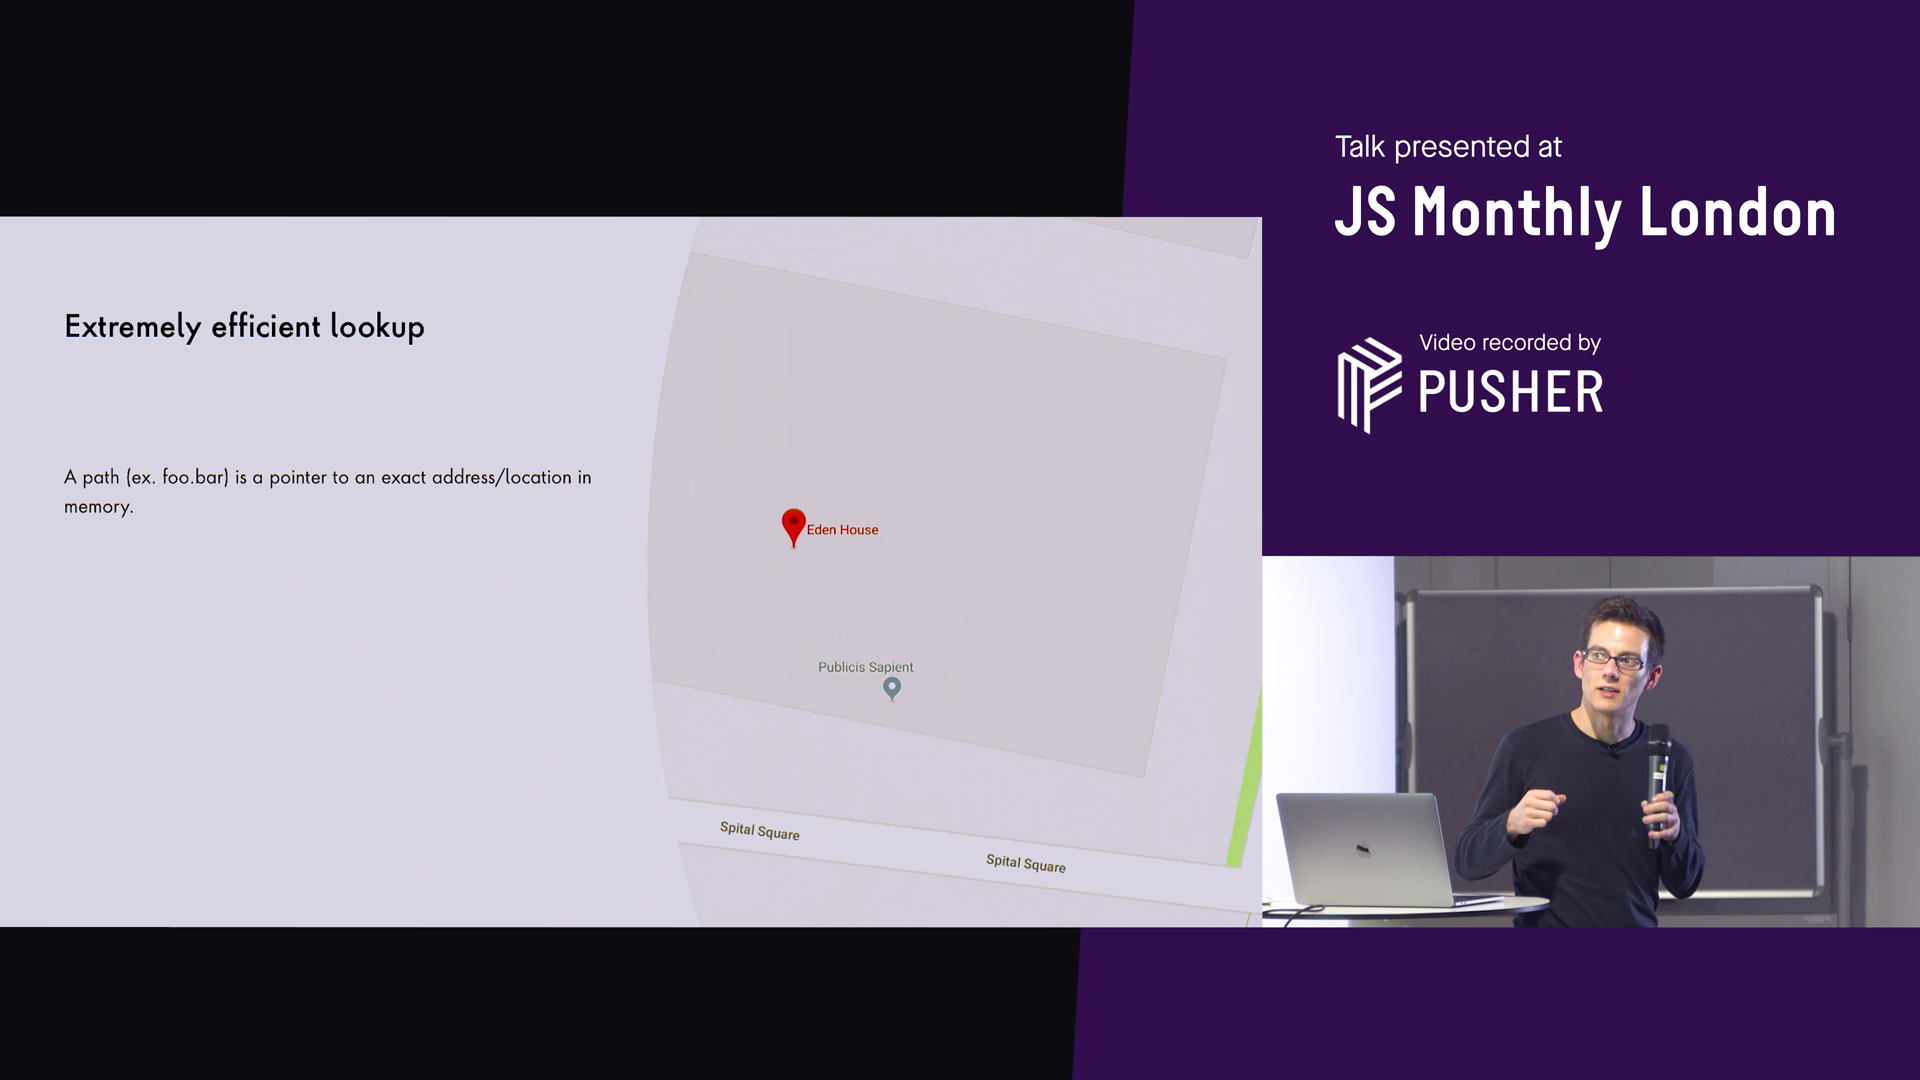 Extremely efficient lookup
A path (ex. foo.bar) is a pointer to an exact address/location in
memory.
Eden House
Publicis Sapient
Spital Square
Spital Square
Talk presented at
JS Monthly London
Video recorded by
PUSHER